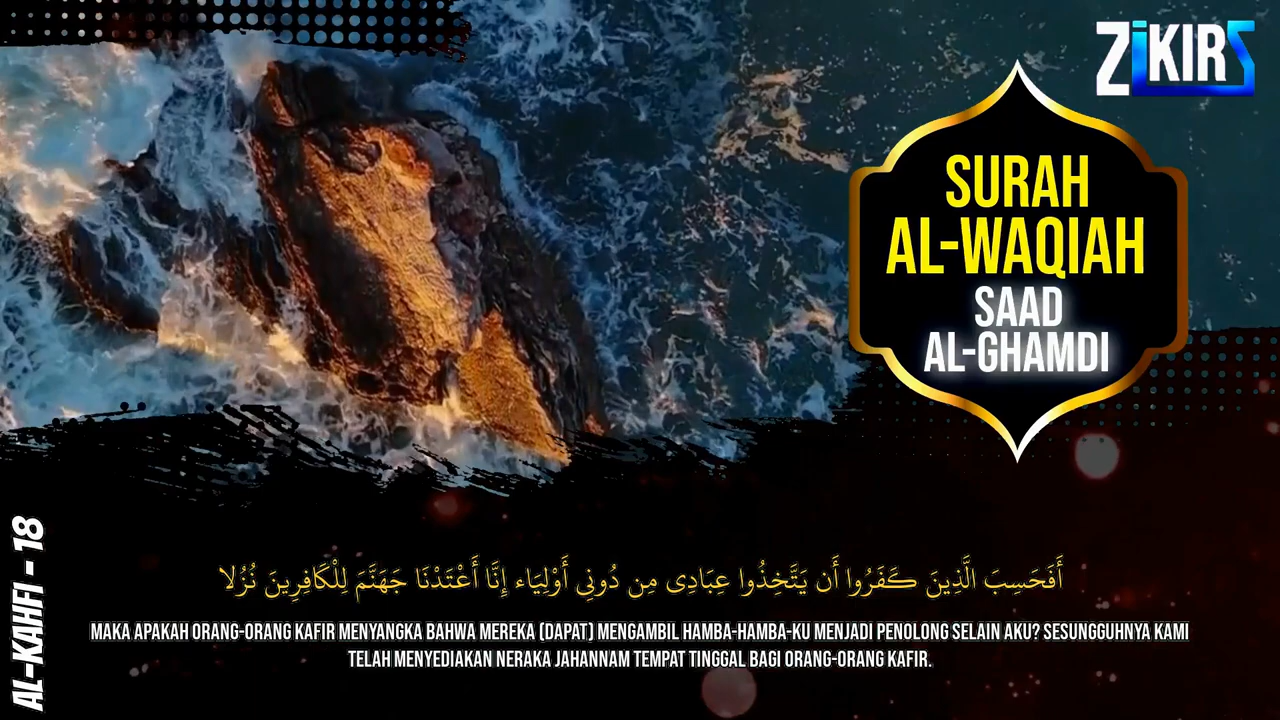 ZiKIRS
SURAH
AL-WAQIAH
SAAD
AL-GHAMDI
AL-KAHFI - 18
أَفَحَسِبَ الَّذِينَ كَفَرُوا أَن يَتَّخِذُوا عِبَادِى مِن دُونِى أَوْلِيَاء إِنَّا أَعْتَدْنَا جَهَنَّمَ لِلْكَافِرِينَ نُزُلا
MAKA APAKAH ORANG-ORANG KAFIR MENYANGKA BAHWA MEREKA (DAPAT) MENGAMBIL HAMBA-HAMBA-KU MENJADI PENOLONG SELAIN AKU? SESUNGGUHNYA KAMI
TELAH MENYEDIAKAN NERAKA JAHANNAM TEMPAT TINGGAL BAGI ORANG-ORANG KAFIR.